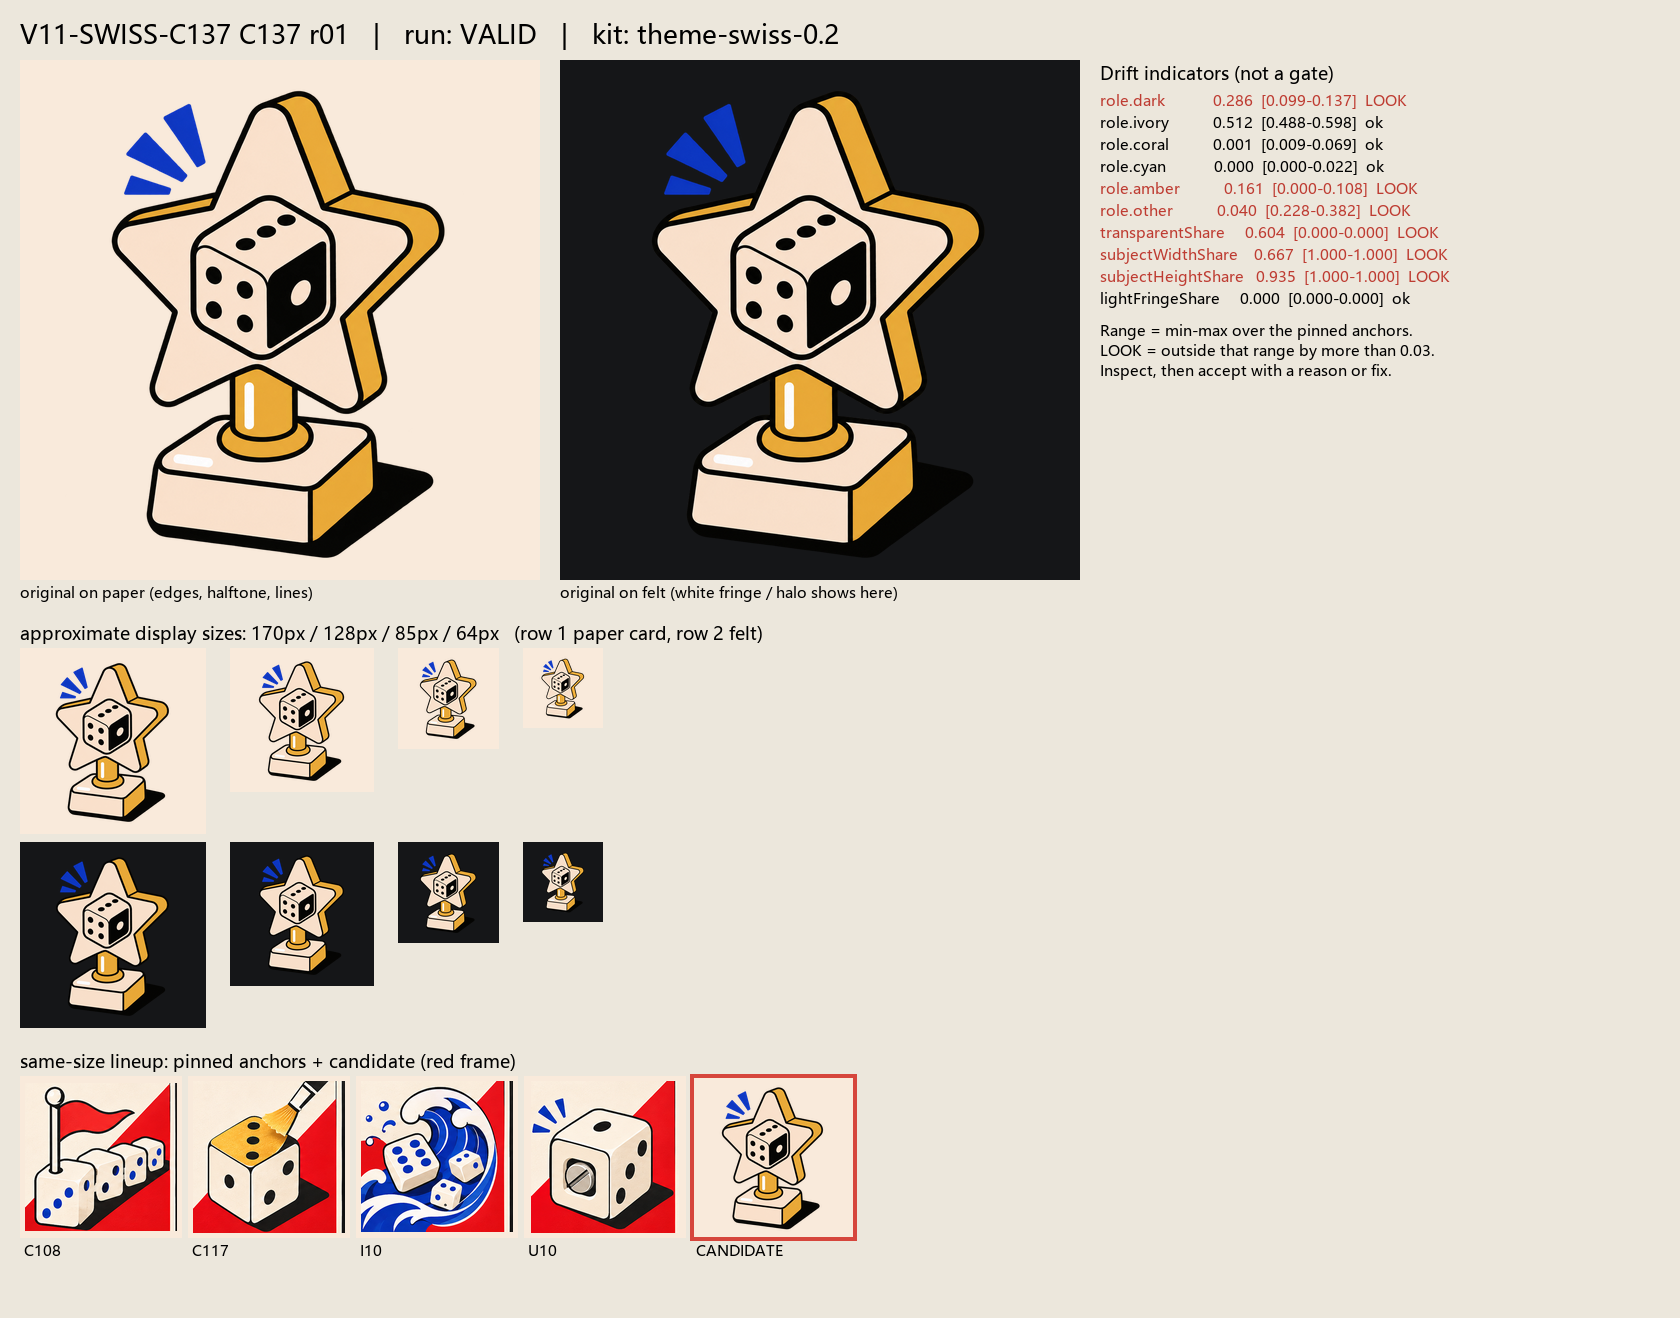 V11-SWISS-C137 C137 r01 | run: VALID | kit: theme-swiss-0.2
Drift indicators (not a gate)
role.dark 0.286 [0.099-0.137] LOOK
role.ivory 0.512 [0.488-0.598] ok
role.coral 0.001 [0.009-0.069] ok
role.cyan 0.000 [0.000-0.022] ok
role.amber 0.161 [0.000-0.108] LOOK
role.other 0.040 [0.228-0.382] LOOK
transparentShare 0.604 [0.000-0.000] LOOK
subjectWidthShare 0.667 [1.000-1.000] LOOK
subjectHeightShare 0.935 [1.000-1.000] LOOK
lightFringeShare 0.000 [0.000-0.000] ok
Range = min-max over the pinned anchors.
LOOK = outside that range by more than 0.03.
Inspect, then accept with a reason or fix.
original on paper (edges, halftone, lines)
original on felt (white fringe / halo shows here)
approximate display sizes: 170px / 128px / 85px / 64px (row 1 paper card, row 2 felt)
same-size lineup: pinned anchors + candidate (red frame)
C108
C117
I10
U10
CANDIDATE